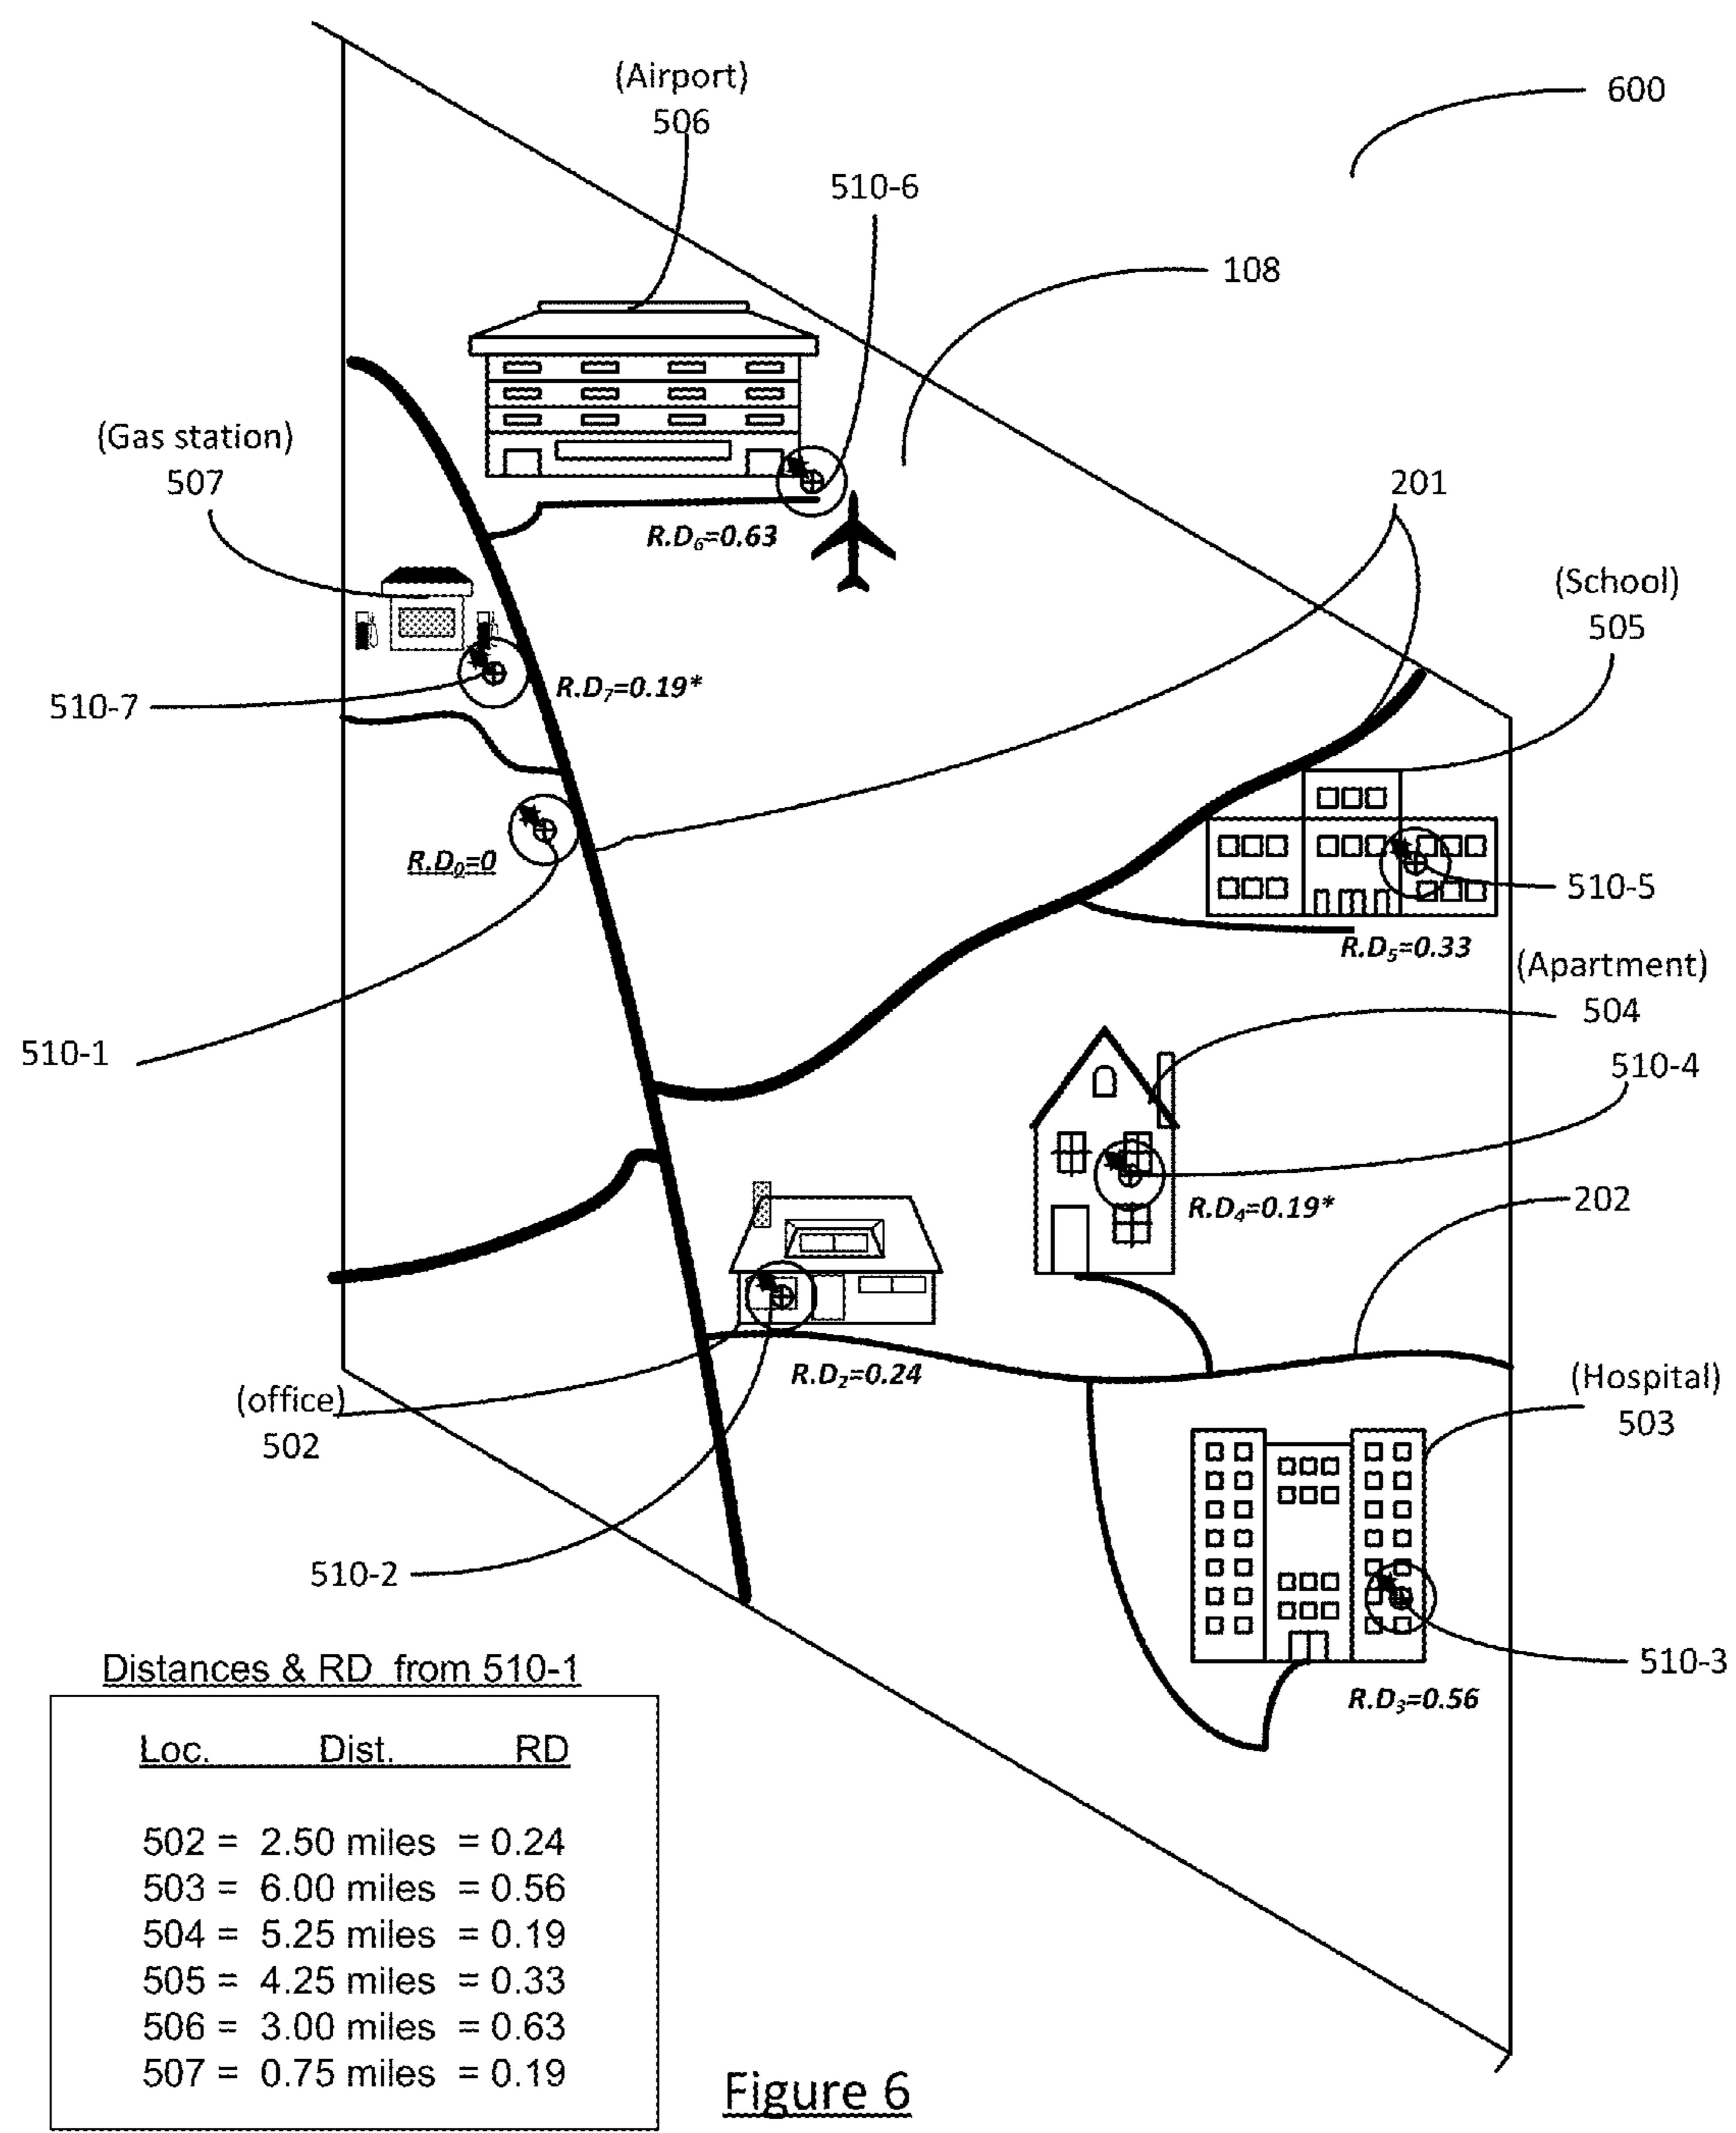 (Airport)
506
600
510-6
108
(Gas station)
507
201
R.D6=0.63
(School)
505
510-7
R.D7=0.19*
R.D0=0
510-5
R.D5=0.33
(Apartment)
504
510-1
510-4
R.D4=0.19*
202
R.D2=0.24
(office)
502
(Hospital)
503
510-2
510-3
R.D3=0.56
Distances & RD from 510-1
Loc. Dist. RD
502 = 2.50 miles = 0.24
503 = 6.00 miles = 0.56
504 = 5.25 miles = 0.19
505 = 4.25 miles = 0.33
506 = 3.00 miles = 0.63
507 = 0.75 miles = 0.19
Figure 6